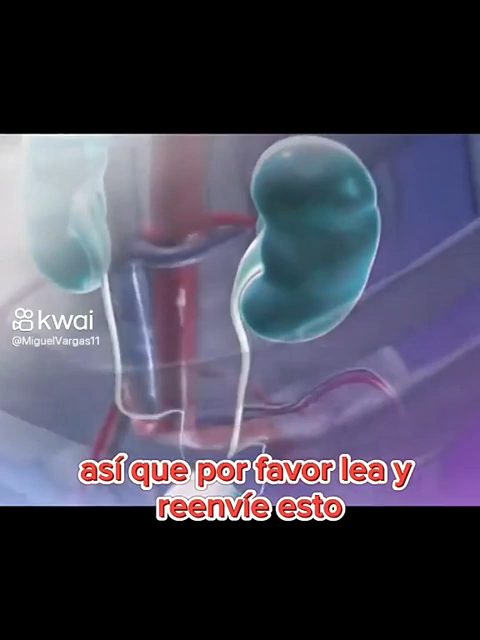 kwai
@MiguelVargas11
así que por favor lea y
reenvíe esto